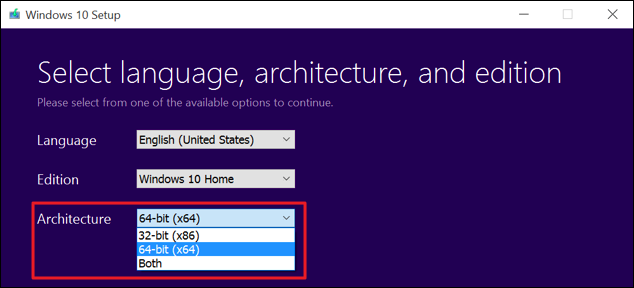 Windows 10 Setup
Select language, architecture, and edition
Please select from one of the available options to continue.
Language English (United States)
Edition Windows 10 Home
Architecture 64-bit (x64)
32-bit (x86)
64-bit (x64)
Both